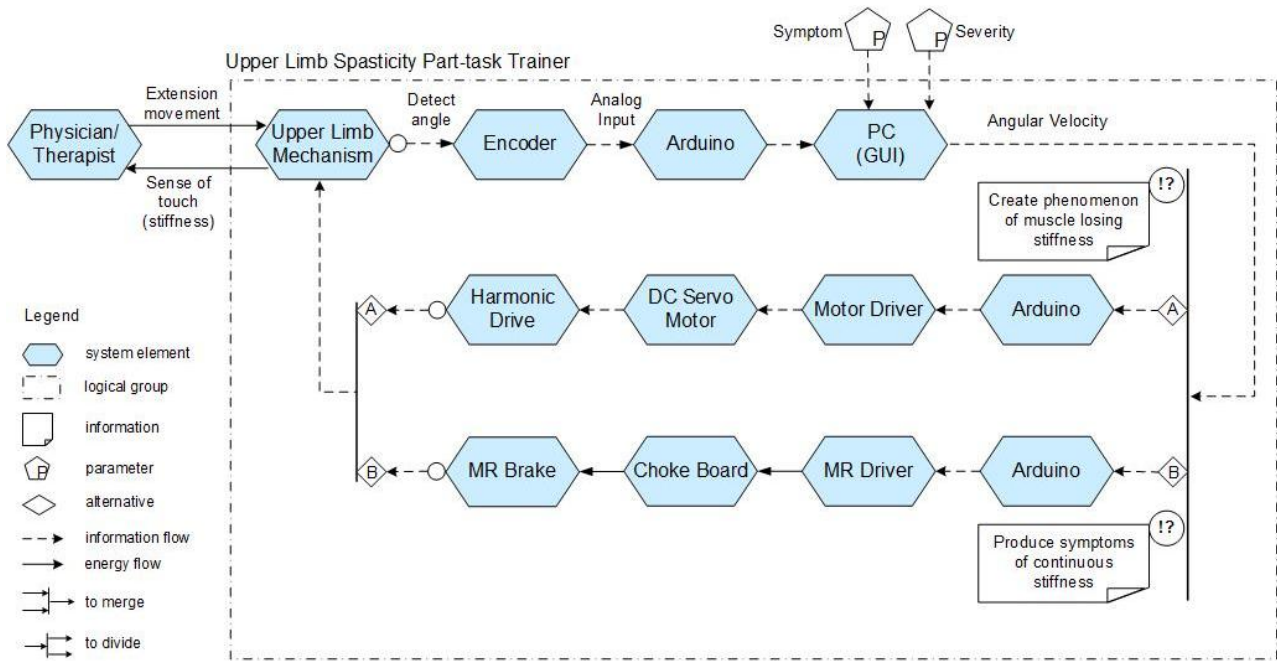 Symptom
P
P
Severity
Upper Limb Spasticity Part-task Trainer
Extension
movement
Detect
angle
Analog
Input
Physician/
Therapist
Upper Limb
Mechanism
Encoder
Arduino
PC
(GUI)
Angular Velocity
Sense of
touch
(stiffness)
!?
Create phenomenon
of muscle losing
stiffness
A
Harmonic
Drive
DC Servo
Motor
Motor Driver
Arduino
A
B
MR Brake
Choke Board
MR Driver
Arduino
B
!?
Produce symptoms
of continuous
stiffness
Legend
system element
logical group
information
P
parameter
alternative
information flow
energy flow
to merge
to divide